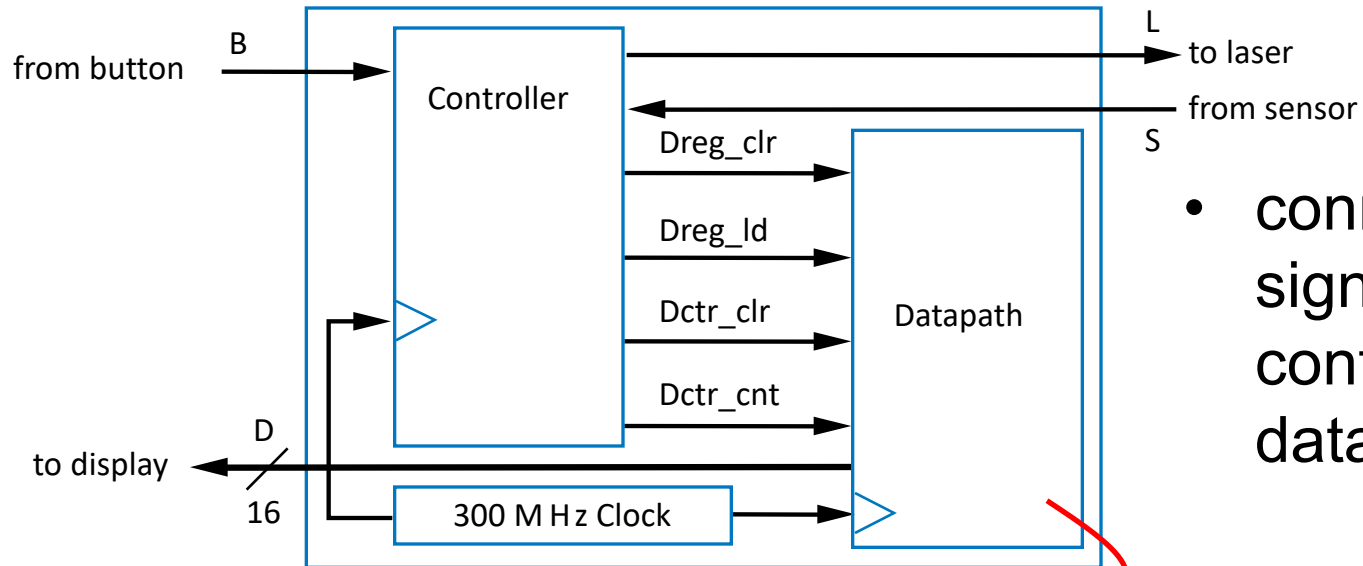 L
B
to laser
from button
Controller
from sensor
S
Dreg_clr
Dreg_ld
Dctr_clr
Datapath
Dctr_cnt
D
to display
16
300 MHz Clock
•